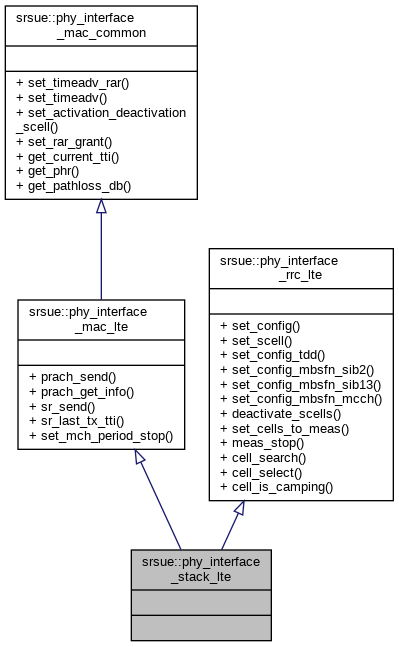 srsue::phy_interface
_mac_common
+ set_timeadv_rar()
+ set_timeadv()
+ set_activation_deactivation
_scell()
+ set_rar_grant()
+ get_current_tti()
+ get_phr()
+ get_pathloss_db()
srsue::phy_interface
_mac_lte
+ prach_send()
+ prach_get_info()
+ sr_send()
+ sr_last_tx_tti()
+ set_mch_period_stop()
srsue::phy_interface
_rrc_lte
+ set_config()
+ set_scell()
+ set_config_tdd()
+ set_config_mbsfn_sib2()
+ set_config_mbsfn_sib13()
+ set_config_mbsfn_mcch()
+ deactivate_scells()
+ set_cells_to_meas()
+ meas_stop()
+ cell_search()
+ cell_select()
+ cell_is_camping()
srsue::phy_interface
_stack_lte